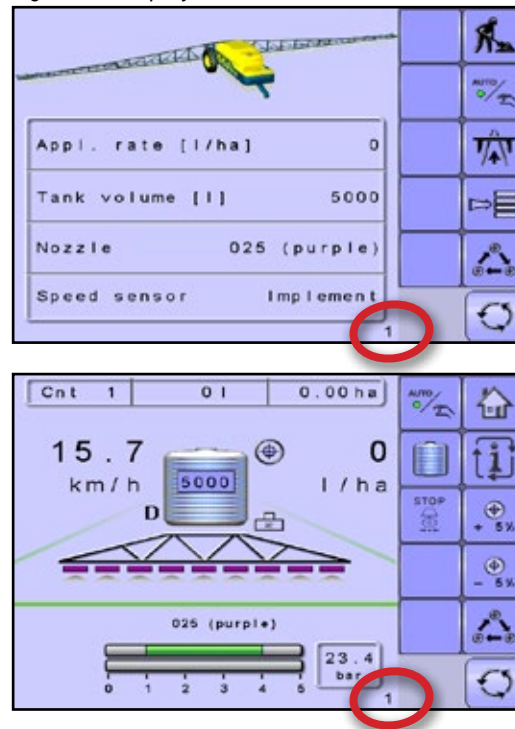 AUTO
Appl. rate [l/ha] 0
Tank volume [l] 5000
Nozzle 025 (purple)
Speed sensor Implement
1
Cnt 1 0 l 0.00ha
AUTO
15.7 0
km/h 5000 l/ha
D
STOP
+ 5%
- 5%
025 (purple)
23.4
bar
0 1 2 3 4 5
1